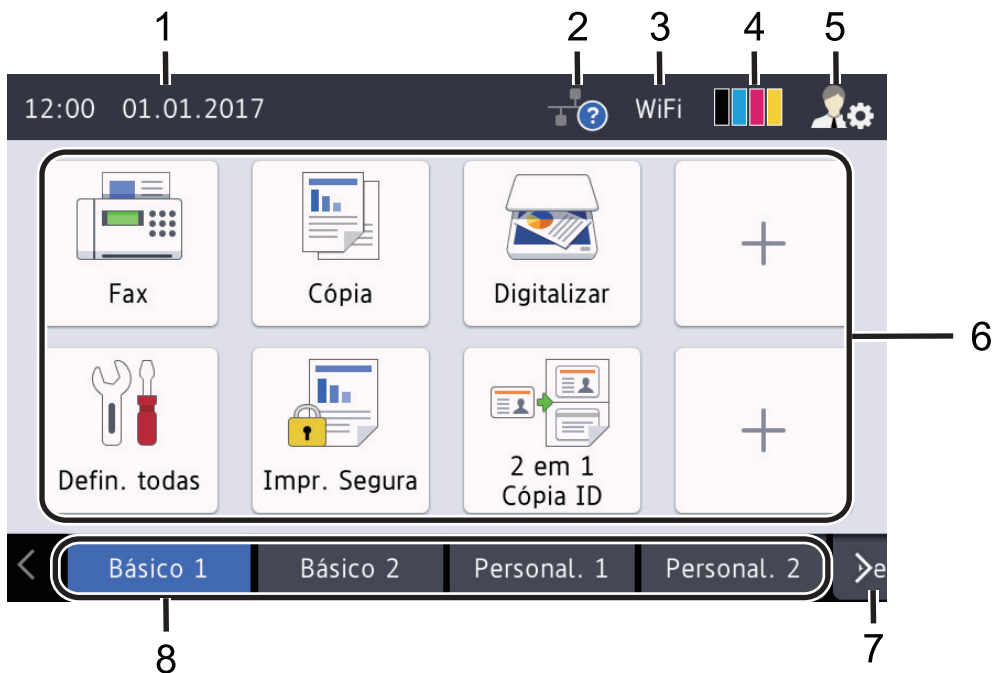 1 2 3 4 5
12:00 01.01.2017 ? WiFi
Fax Cópia Digitalizar +
6
Defin. todas Impr. Segura 2 em 1
Cópia ID +
< Básico 1 Básico 2 Personal. 1 Personal. 2 >
8 7